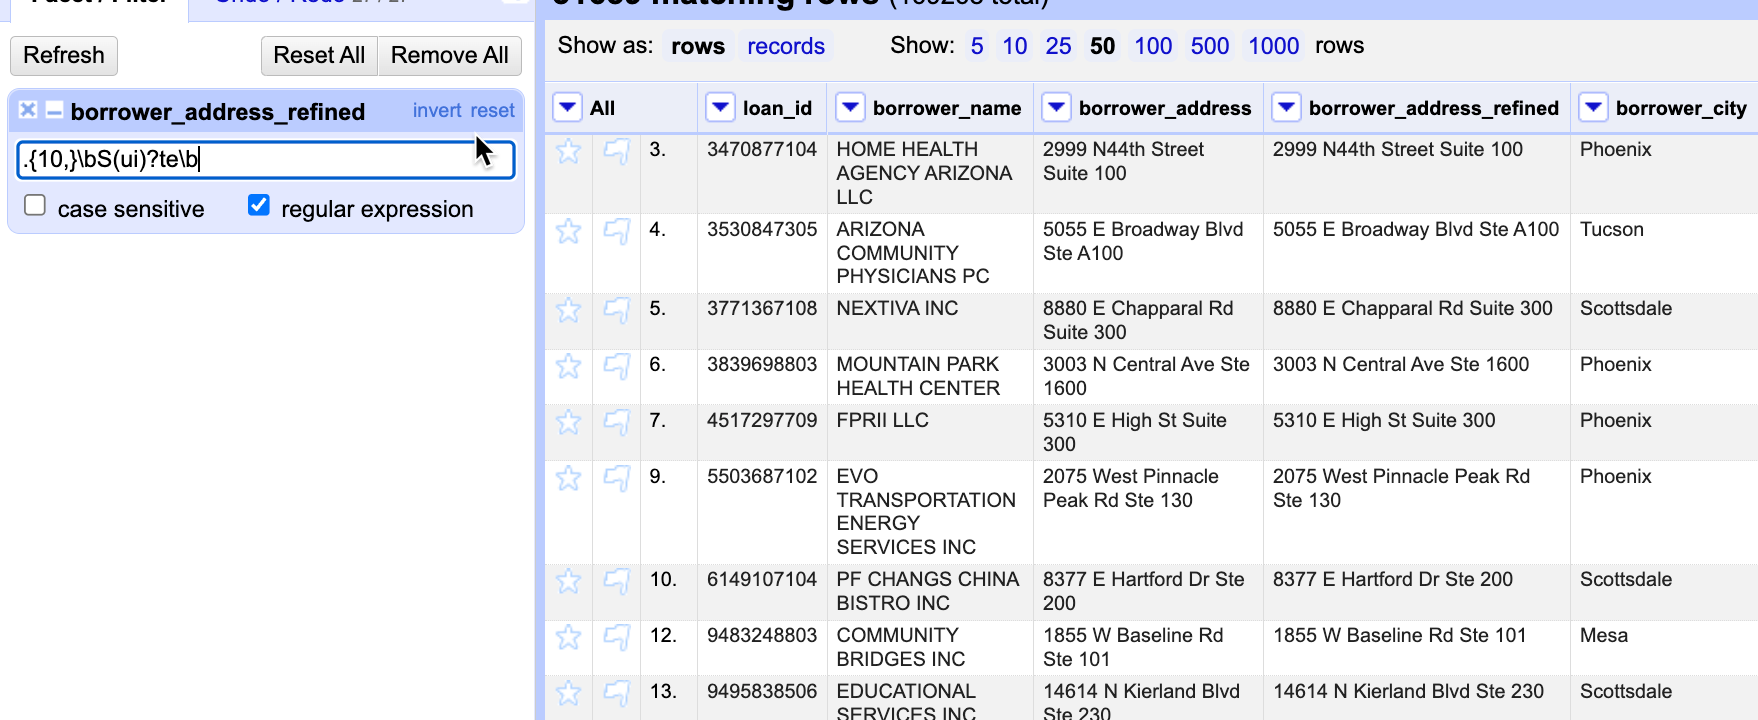 Facet / Filter Undo / Redo 27 / 27
matching rows total)
Refresh Reset All Remove All
Show as: rows records Show: 5 10 25 50 100 500 1000 rows
borrower_address_refined invert reset
.{10,}\bS(ui)?te\b
case sensitive regular expression
All loan_id borrower_name borrower_address borrower_address_refined borrower_city
3. 3470877104 HOME HEALTH 2999 N44th Street 2999 N44th Street Suite 100 Phoenix
AGENCY ARIZONA Suite 100
LLC
4. 3530847305 ARIZONA 5055 E Broadway Blvd 5055 E Broadway Blvd Ste A100 Tucson
COMMUNITY Ste A100
PHYSICIANS PC
5. 3771367108 NEXTIVA INC 8880 E Chapparal Rd 8880 E Chapparal Rd Suite 300 Scottsdale
Suite 300
6. 3839698803 MOUNTAIN PARK 3003 N Central Ave Ste 3003 N Central Ave Ste 1600 Phoenix
HEALTH CENTER 1600
7. 4517297709 FPRII LLC 5310 E High St Suite 5310 E High St Suite 300 Phoenix
300
9. 5503687102 EVO 2075 West Pinnacle 2075 West Pinnacle Peak Rd Phoenix
TRANSPORTATION Peak Rd Ste 130 Ste 130
ENERGY
SERVICES INC
10. 6149107104 PF CHANGS CHINA 8377 E Hartford Dr Ste 8377 E Hartford Dr Ste 200 Scottsdale
BISTRO INC 200
12. 9483248803 COMMUNITY 1855 W Baseline Rd 1855 W Baseline Rd Ste 101 Mesa
BRIDGES INC Ste 101
13. 9495838506 EDUCATIONAL 14614 N Kierland Blvd 14614 N Kierland Blvd Ste 230 Scottsdale
SERVICES INC Ste 230